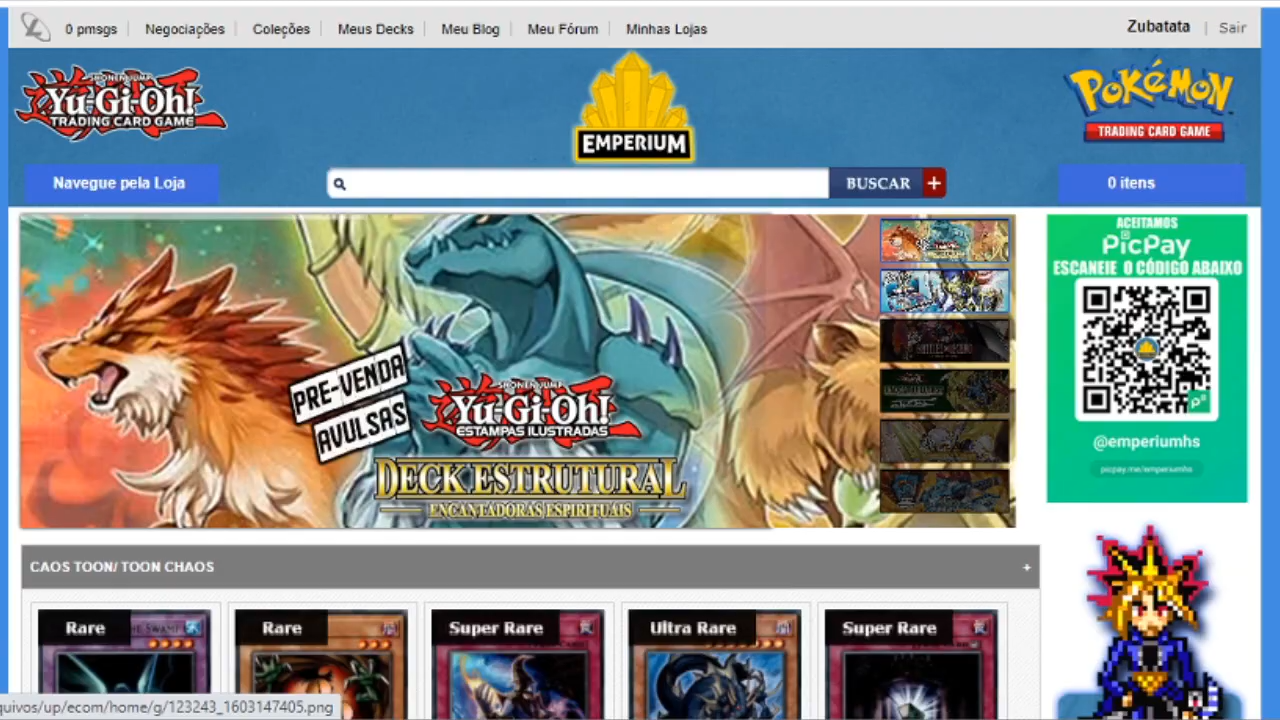 0 pmsgs Negociações Coleções Meus Decks Meu Blog Meu Fórum Minhas Lojas Zubatata | Sair
SHONEN JUMP
Yu-Gi-Oh!
TRADING CARD GAME
EMPERIUM
POKÉMON
TRADING CARD GAME
Navegue pela Loja
BUSCAR +
0 itens
PRE-VENDA
AVULSAS
SHONEN JUMP
Yu-Gi-Oh!
ESTAMPAS ILUSTRADAS
DECK ESTRUTURAL
ENCANTADORAS ESPIRITUAIS
ACEITAMOS
PicPay
ESCANEIE O CÓDIGO ABAIXO
@emperiumhs
picpay.me/emperiumhs
CAOS TOON/ TOON CHAOS +
Rare
Rare
Super Rare
Ultra Rare
Super Rare
quivos/up/ecom/home/g/123243_1603147405.png